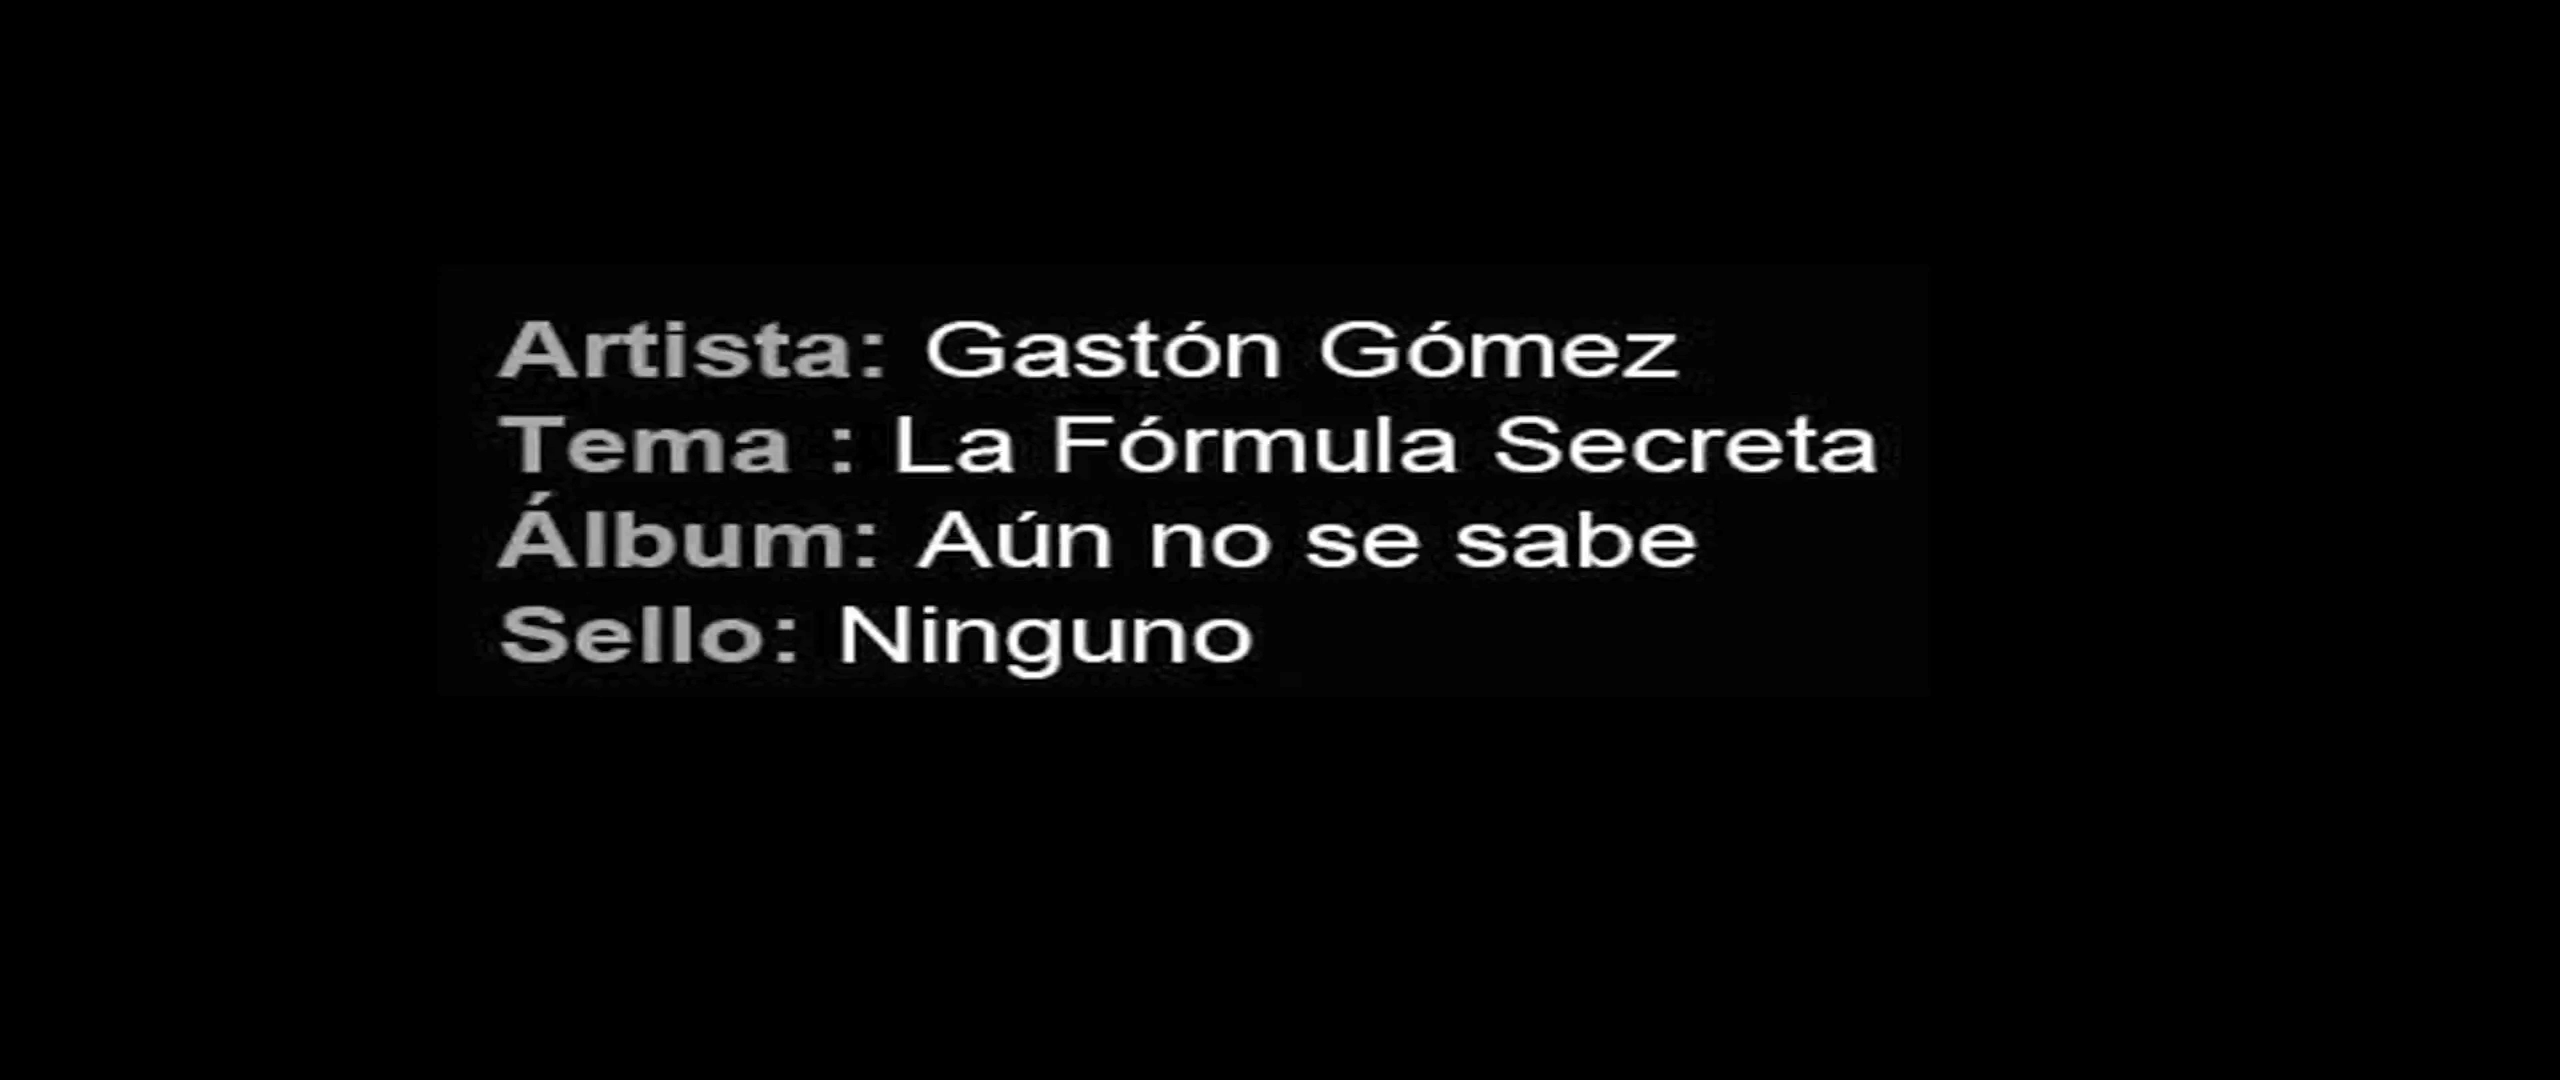 Artista: Gastón Gómez
Tema : La Fórmula Secreta
Álbum: Aún no se sabe
Sello: Ninguno